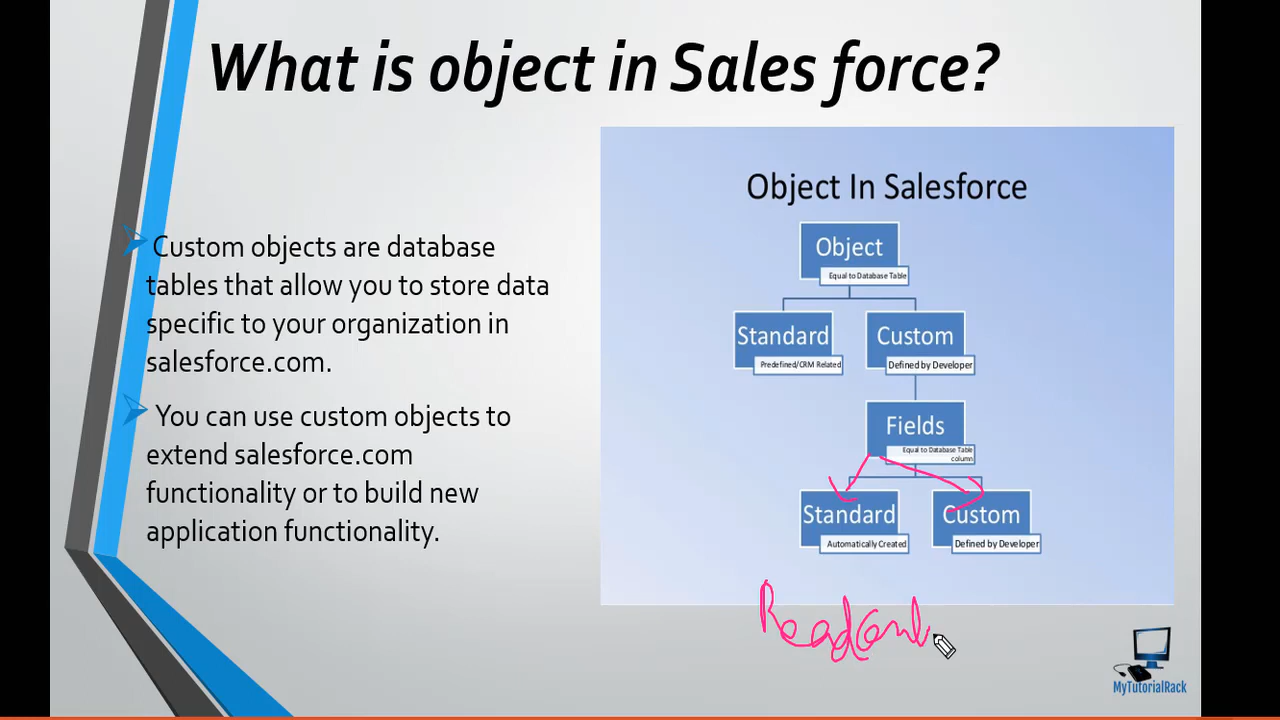 What is object in Sales force?
Custom objects are database
tables that allow you to store data
specific to your organization in
salesforce.com.
You can use custom objects to
extend salesforce.com
functionality or to build new
application functionality.
Object In Salesforce
Object
Equal to Database Table
Standard
Predefined/CRM Related
Custom
Defined by Developer
Fields
Equal to Database Table
column
Standard
Automatically Created
Custom
Defined by Developer
Readonl
MyTutorialRack